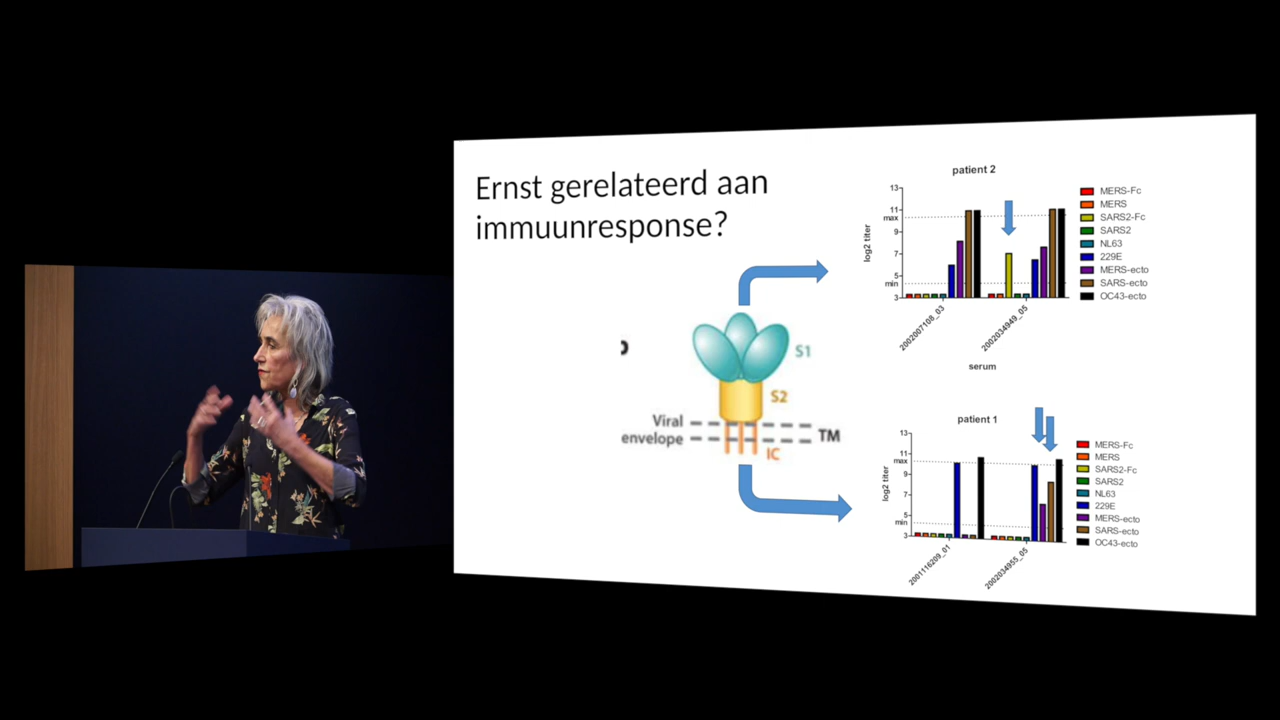 Ernst gerelateerd aan
immuunresponse?
S1
S2
Viral
envelope
TM
IC
patient 2
log2 titer
13
11
max
9
7
5
min
3
2002007108_03
2002034949_05
MERS-Fc
MERS
SARS2-Fc
SARS2
NL63
229E
MERS-ecto
SARS-ecto
OC43-ecto
serum
patient 1
log2 titer
13
11
max
9
7
5
min
3
2001116209_01
2002034955_05
MERS-Fc
MERS
SARS2-Fc
SARS2
NL63
229E
MERS-ecto
SARS-ecto
OC43-ecto